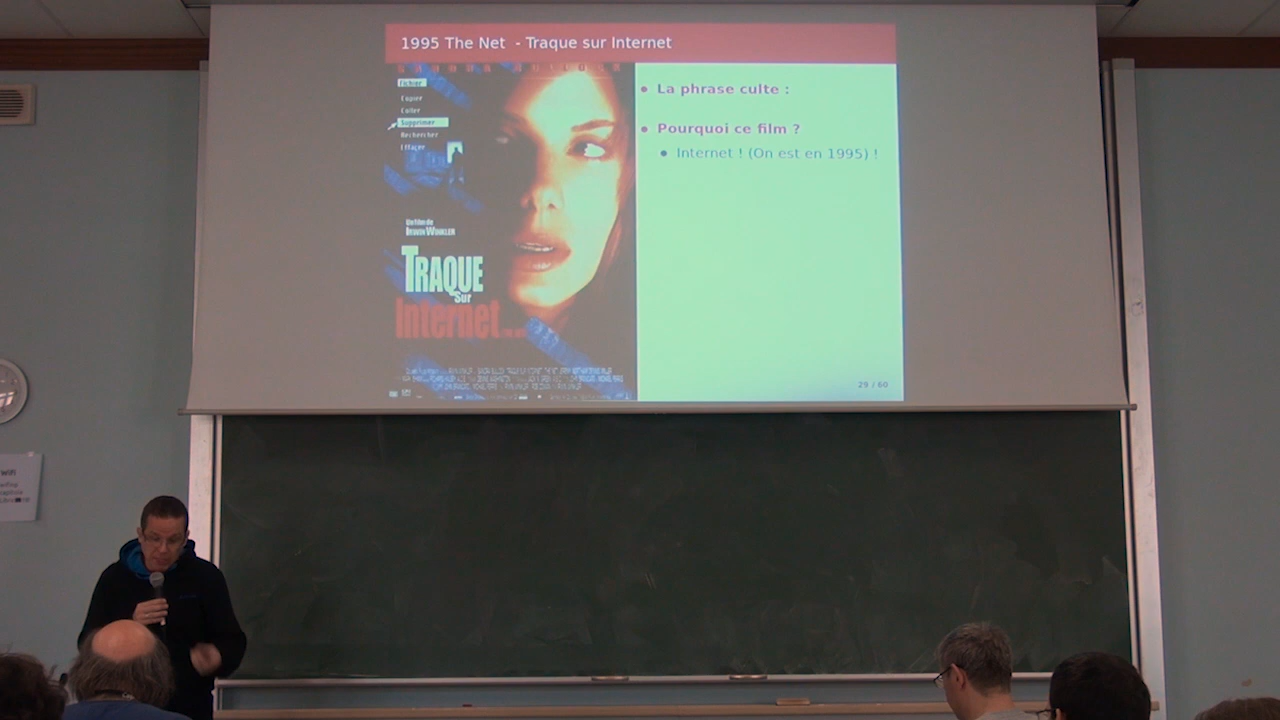 1995 The Net - Traque sur Internet
Fichier
Copier
Coller
Supprimer
Rechercher
Effacer
Un film de
Irwin Winkler
Traque
Sur
Internet
La phrase culte :
Pourquoi ce film ?
Internet ! (On est en 1995) !
29 / 60
Wifi